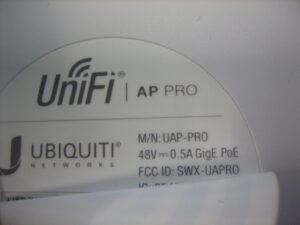 UniFi® | AP PRO
M/N: UAP-PRO
UBIQUITI®
NETWORKS
48V⎓0.5A GigE PoE
FCC ID: SWX-UAPRO